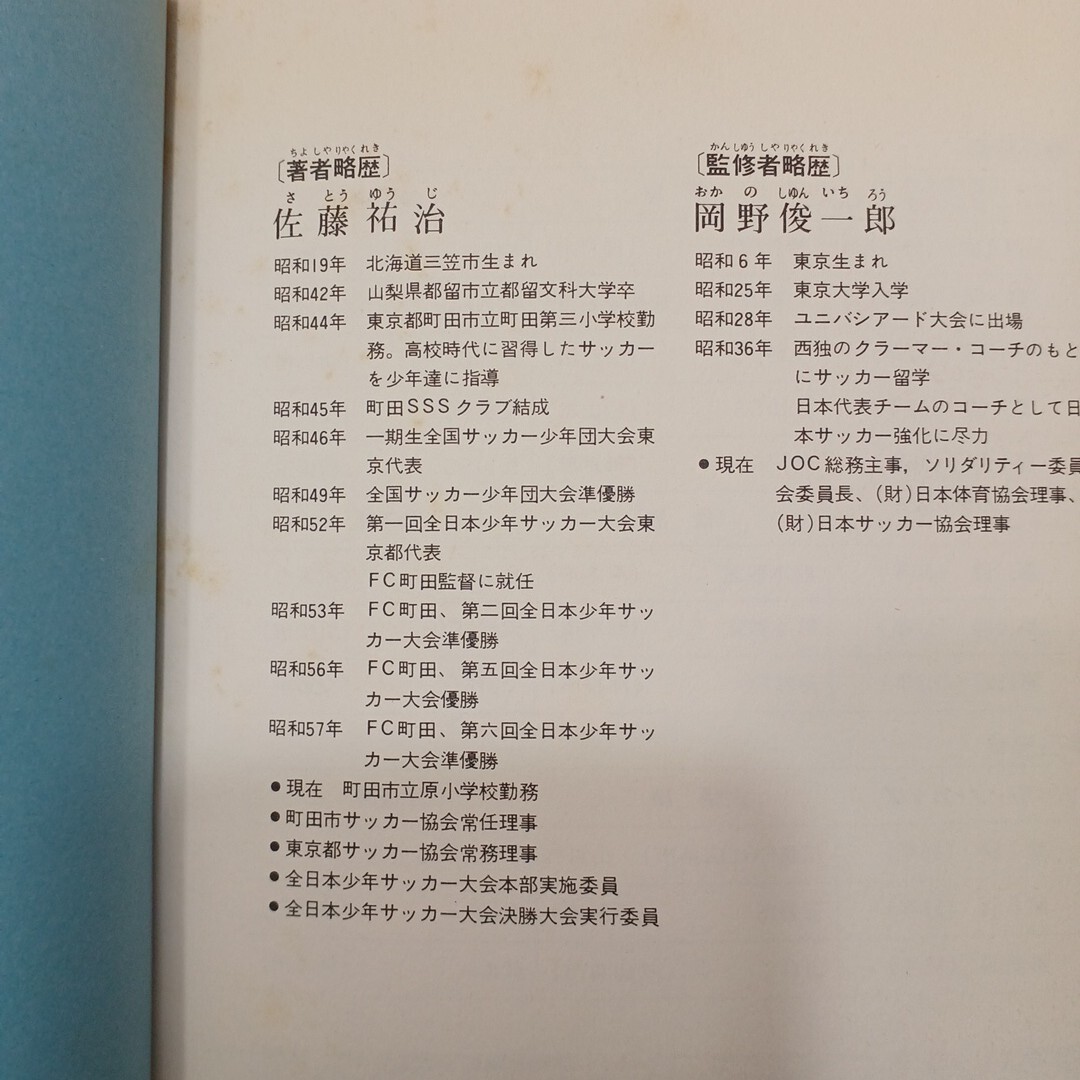 ちよ しや りやく れき
〔著者略歴〕
さ とう ゆう じ
佐藤祐治
昭和19年 北海道三笠市生まれ
昭和42年 山梨県都留市立都留文科大学卒
昭和44年 東京都町田市立町田第三小学校勤
務。高校時代に習得したサッカー
を少年達に指導
昭和45年 町田SSSクラブ結成
昭和46年 一期生全国サッカー少年団大会東
京代表
昭和49年 全国サッカー少年団大会準優勝
昭和52年 第一回全日本少年サッカー大会東
京都代表
FC町田監督に就任
昭和53年 FC町田、第二回全日本少年サッ
カー大会準優勝
昭和56年 FC町田、第五回全日本少年サッ
カー大会優勝
昭和57年 FC町田、第六回全日本少年サッ
カー大会準優勝
●現在 町田市立原小学校勤務
●町田市サッカー協会常任理事
●東京都サッカー協会常務理事
●全日本少年サッカー大会本部実施委員
●全日本少年サッカー大会決勝大会実行委員
かん しゆう しや りやく れき
〔監修者略歴〕
おか の しゆん いち ろう
岡野俊一郎
昭和6年 東京生まれ
昭和25年 東京大学入学
昭和28年 ユニバシアード大会に出場
昭和36年 西独のクラーマー・コーチのもと
にサッカー留学
日本代表チームのコーチとして日
本サッカー強化に尽力
●現在 JOC総務主事，ソリダリティー委員
会委員長、(財)日本体育協会理事、
(財)日本サッカー協会理事